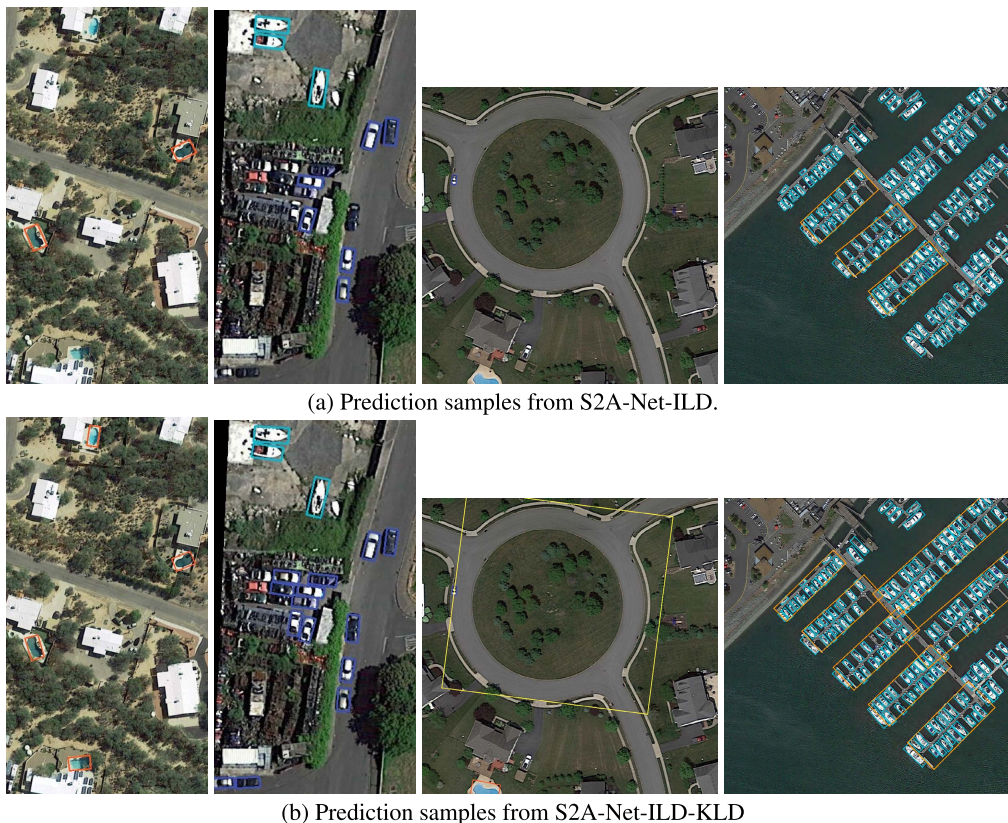 (a) Prediction samples from S2A-Net-ILD.
(b) Prediction samples from S2A-Net-ILD-KLD